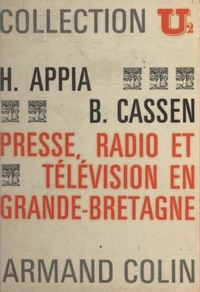 COLLECTION U2
H. APPIA
B. CASSEN
PRESSE, RADIO ET
TÉLÉVISION EN
GRANDE-BRETAGNE
ARMAND COLIN